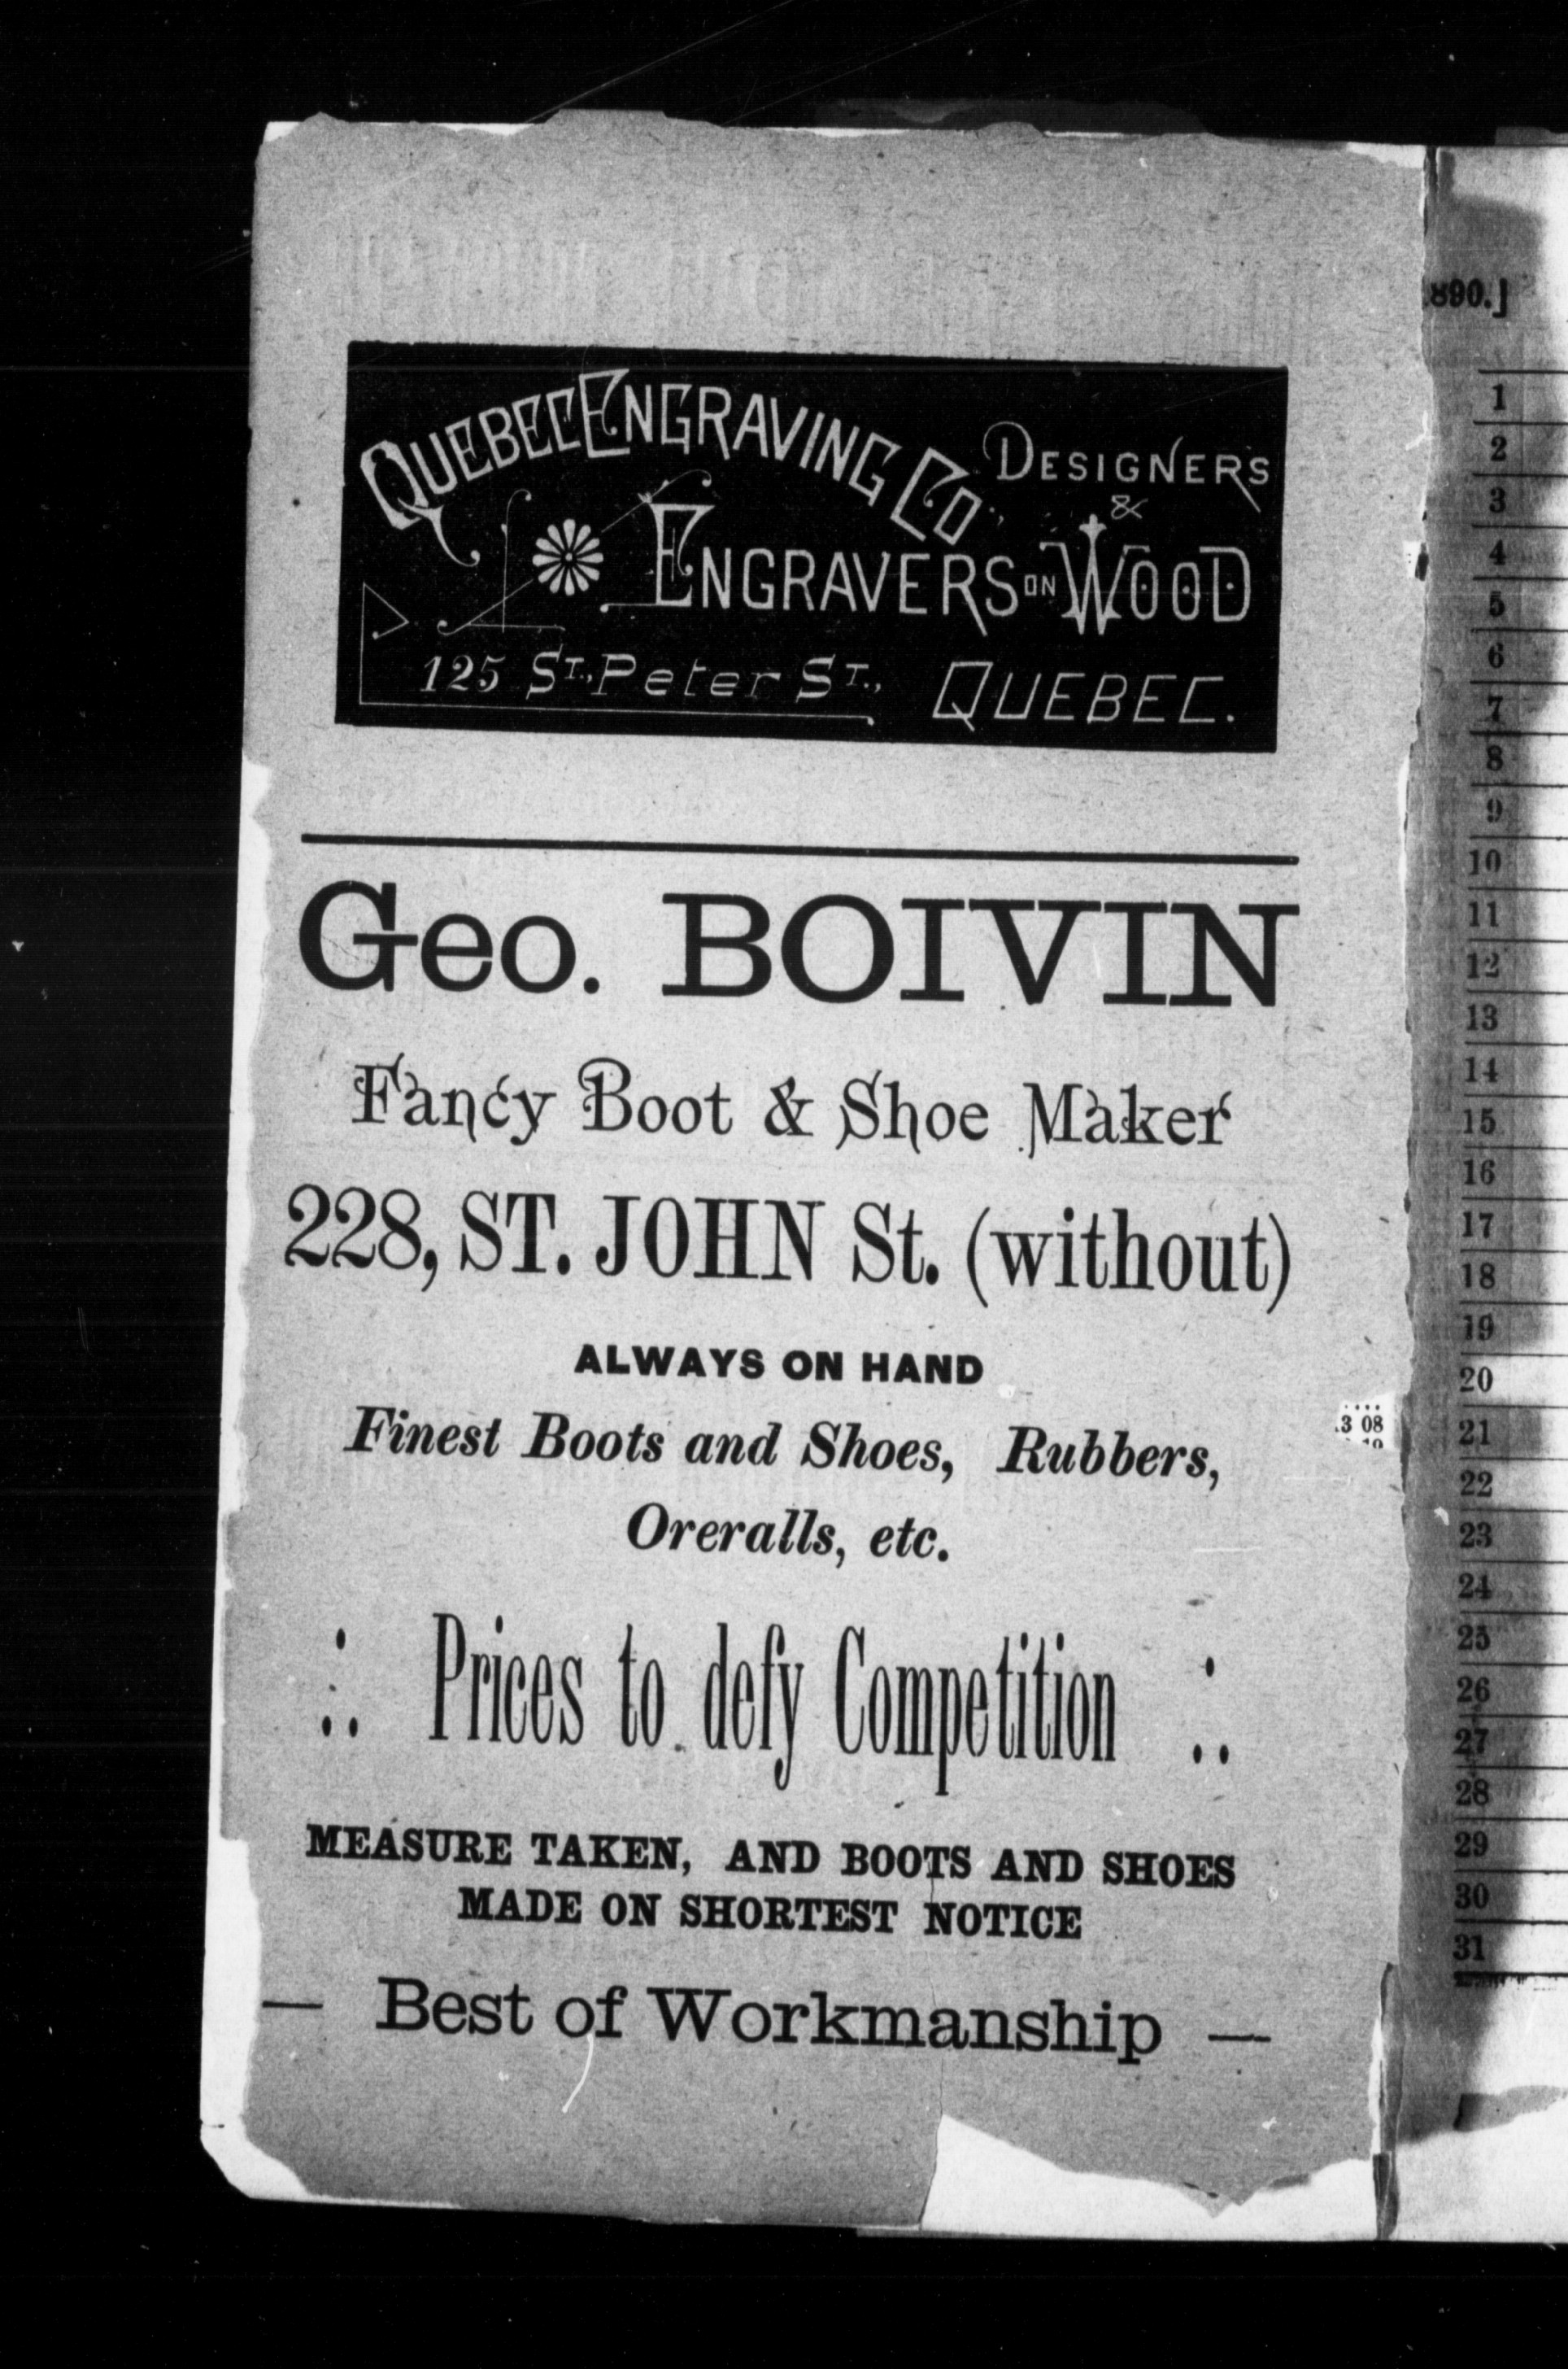 QUEBEC ENGRAVING CO.,
DESIGNERS
&
ENGRAVERS ON WOOD
125 ST., Peter ST., QUEBEC.
Geo. BOIVIN
Fancy Boot & Shoe Maker
228, ST. JOHN St. (without)
ALWAYS ON HAND
Finest Boots and Shoes, Rubbers,
Oreralls, etc.
Prices to defy Competition
MEASURE TAKEN, AND BOOTS AND SHOES
MADE ON SHORTEST NOTICE
— Best of Workmanship —
3 08
890.]
1
2
3
4
5
6
7
8
9
10
11
12
13
14
15
16
17
18
19
20
21
22
23
24
25
26
27
28
29
30
31